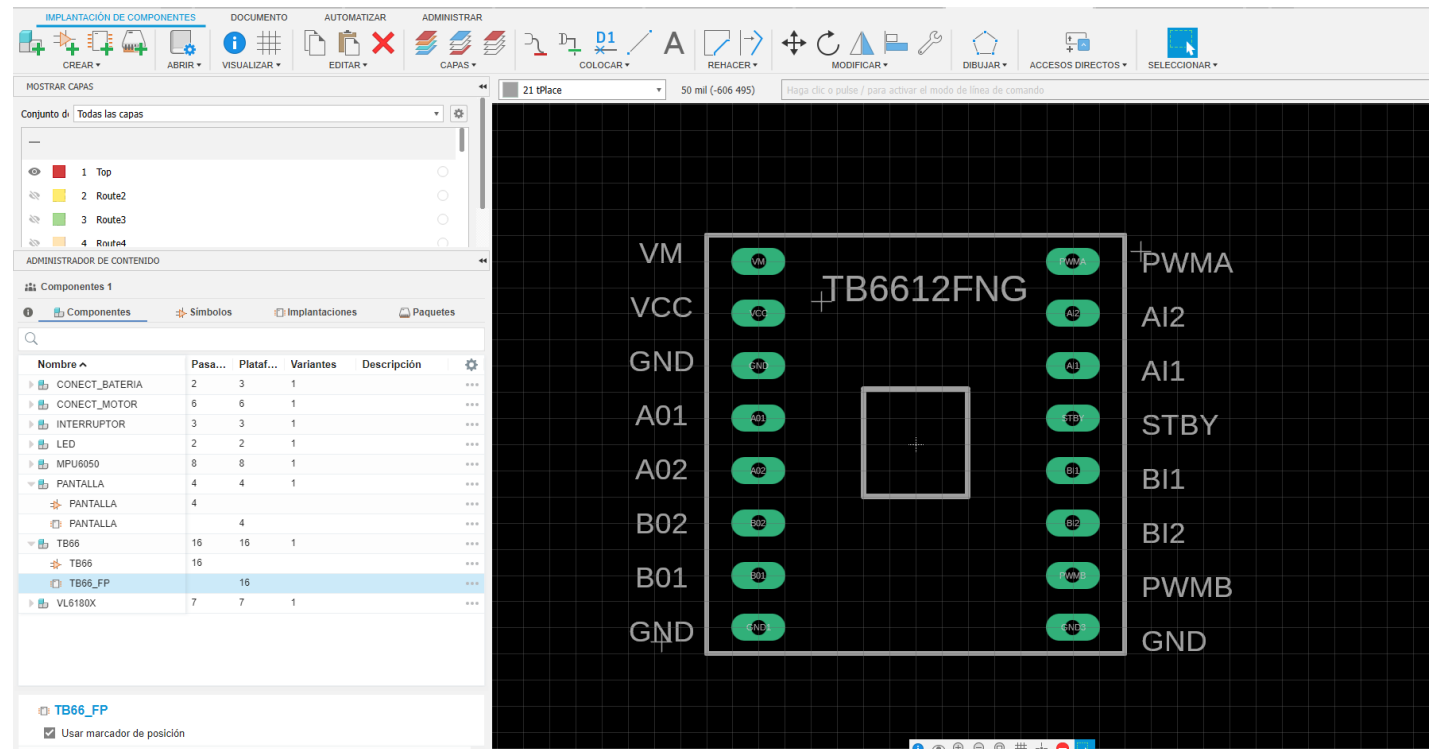 IMPLANTACIÓN DE COMPONENTES DOCUMENTO AUTOMATIZAR ADMINISTRAR
D1 A
CREAR ABRIR VISUALIZAR EDITAR CAPAS COLOCAR REHACER MODIFICAR DIBUJAR ACCESOS DIRECTOS SELECCIONAR
MOSTRAR CAPAS
21 tPlace 50 mil (-606 495) Haga clic o pulse / para activar el modo de línea de comando
Conjunto de Todas las capas
1 Top
2 Route2
3 Route3
4 Route4
ADMINISTRADOR DE CONTENIDO
Componentes 1
Componentes Símbolos Implantaciones Paquetes
Nombre Pasa... Plataf... Variantes Descripción
CONECT_BATERIA 2 3 1
CONECT_MOTOR 6 6 1
INTERRUPTOR 3 3 1
LED 2 2 1
MPU6050 8 8 1
PANTALLA 4 4 1
PANTALLA 4
PANTALLA 4
TB66 16 16 1
TB66 16
TB66_FP 16
VL6180X 7 7 1
TB66_FP
Usar marcador de posición
TB6612FNG
VM VM PWMA PWMA
VCC VCC AI2 AI2
GND GND AI1 AI1
A01 A01 STBY STBY
A02 A02 BI1 BI1
B02 B02 BI2 BI2
B01 B01 PWMB PWMB
GND GND1 GND3 GND